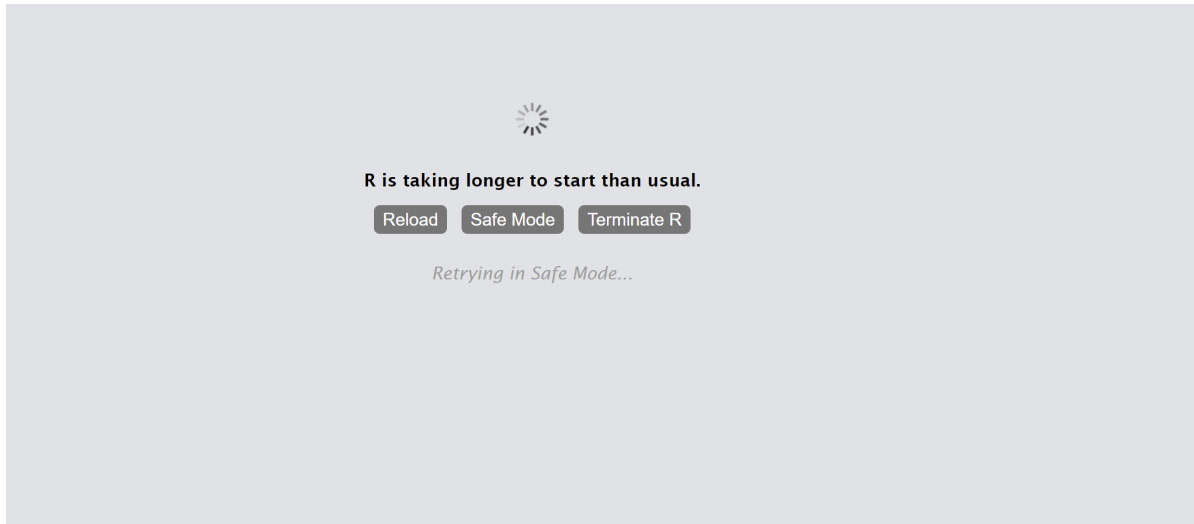 R is taking longer to start than usual.
Reload Safe Mode Terminate R
Retrying in Safe Mode...